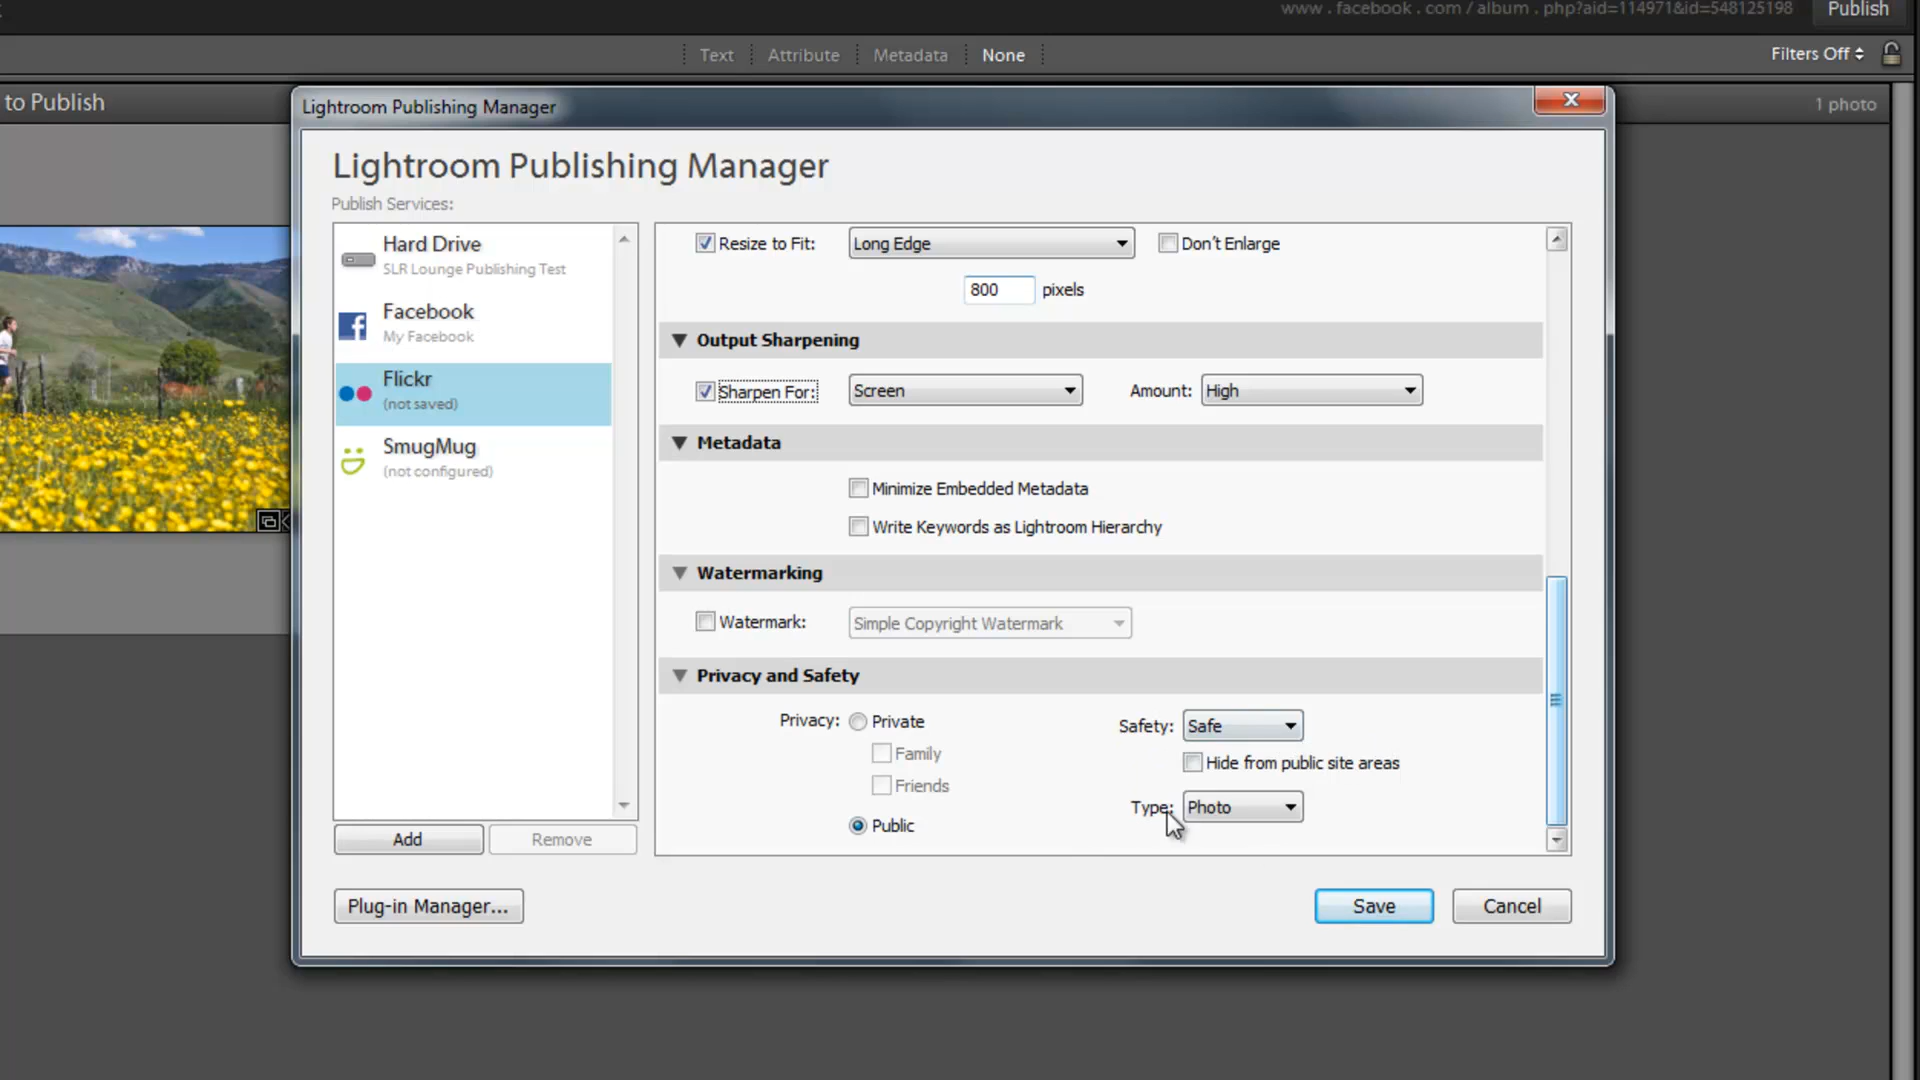 www.facebook.com/album.php?aid=114971&id=548125198 Publish
Text Attribute Metadata None Filters Off
to Publish
1 photo
Lightroom Publishing Manager
Lightroom Publishing Manager
Publish Services:
Hard Drive
SLR Lounge Publishing Test
Facebook
My Facebook
Flickr
(not saved)
SmugMug
(not configured)
Add Remove
Resize to Fit: Long Edge Don't Enlarge
800 pixels
Output Sharpening
Sharpen For: Screen Amount: High
Metadata
Minimize Embedded Metadata
Write Keywords as Lightroom Hierarchy
Watermarking
Watermark: Simple Copyright Watermark
Privacy and Safety
Privacy: Private Safety: Safe
Family Hide from public site areas
Friends
Type: Photo
Public
Plug-in Manager... Save Cancel